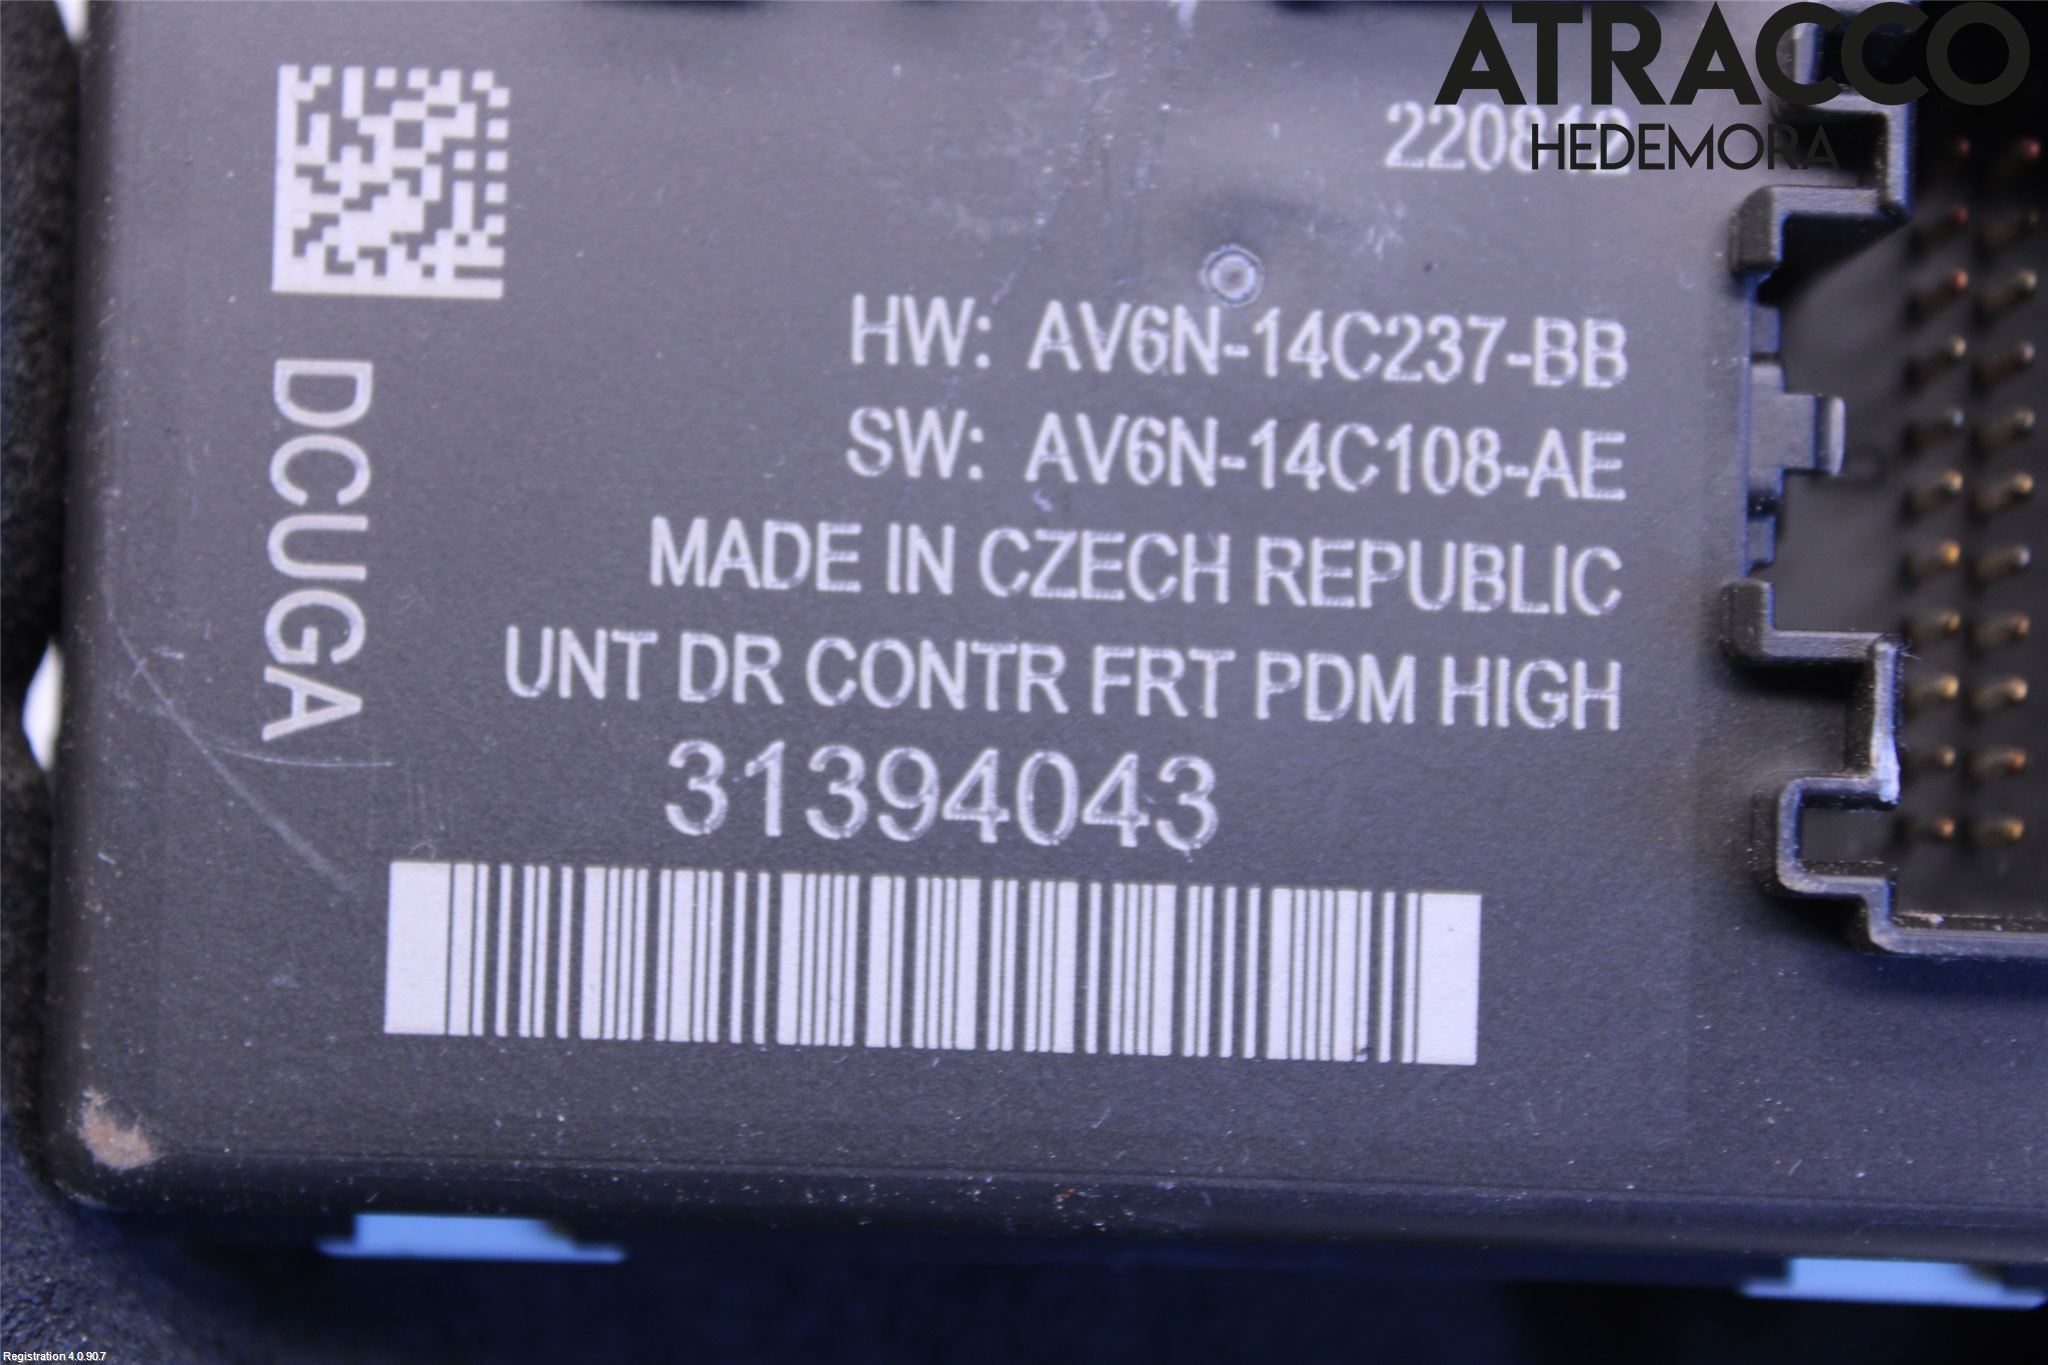 ATRACCO
HEDEMORA
HW: AV6N-14C237-BB
SW: AV6N-14C108-AE
MADE IN CZECH REPUBLIC
UNT DR CONTR FRT PDM HIGH
31394043
DCUGA
Registration 4.0.90.7